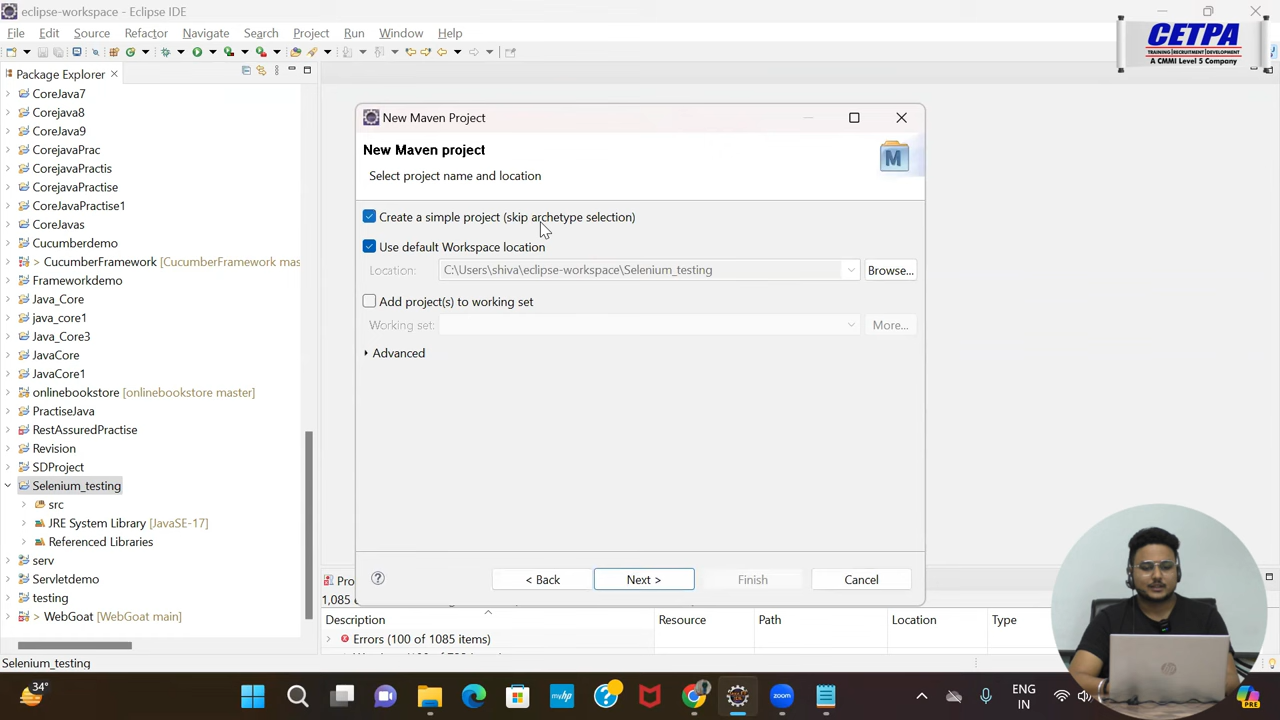 eclipse-workspace - Eclipse IDE
File Edit Source Refactor Navigate Search Project Run Window Help
CETPA
TRAINING | RECRUITMENT | DEVELOPMENT
A CMMI Level 5 Company
Package Explorer
CoreJava7
Corejava8
CoreJava9
CorejavaPrac
CorejavaPractis
CorejavaPractise
CorejavaPractise1
CoreJavas
Cucumberdemo
> CucumberFramework [CucumberFramework mas
Frameworkdemo
Java_Core
java_core1
Java_Core3
JavaCore
JavaCore1
onlinebookstore [onlinebookstore master]
PractiseJava
RestAssuredPractise
Revision
SDProject
Selenium_testing
src
JRE System Library [JavaSE-17]
Referenced Libraries
serv
Servletdemo
testing
> WebGoat [WebGoat main]
Selenium_testing
New Maven Project
New Maven project
M
Select project name and location
Create a simple project (skip archetype selection)
Use default Workspace location
Location: C:\Users\shiva\eclipse-workspace\Selenium_testing Browse...
Add project(s) to working set
Working set: More...
Advanced
? < Back Next > Finish Cancel
Pro
1,085
Description Resource Path Location Type
Errors (100 of 1085 items)
34°
myhp
ENG
IN
PRE